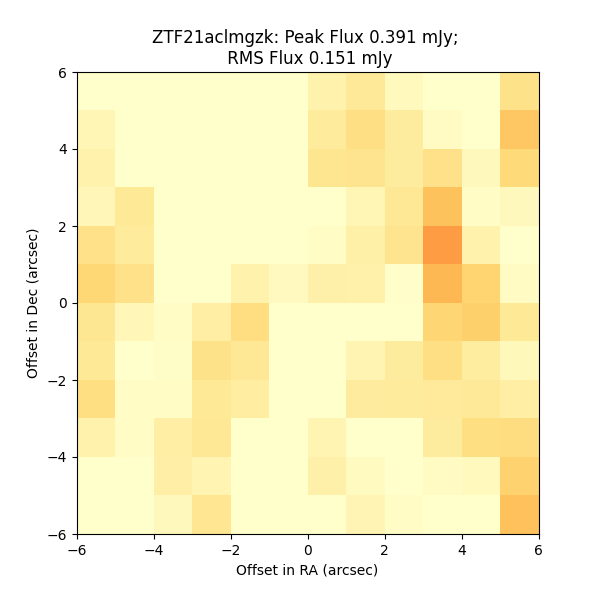 ZTF21aclmgzk: Peak Flux 0.391 mJy;
RMS Flux 0.151 mJy
6
4
2
0
−2
−4
−6
Offset in Dec (arcsec)
−6 −4 −2 0 2 4 6
Offset in RA (arcsec)